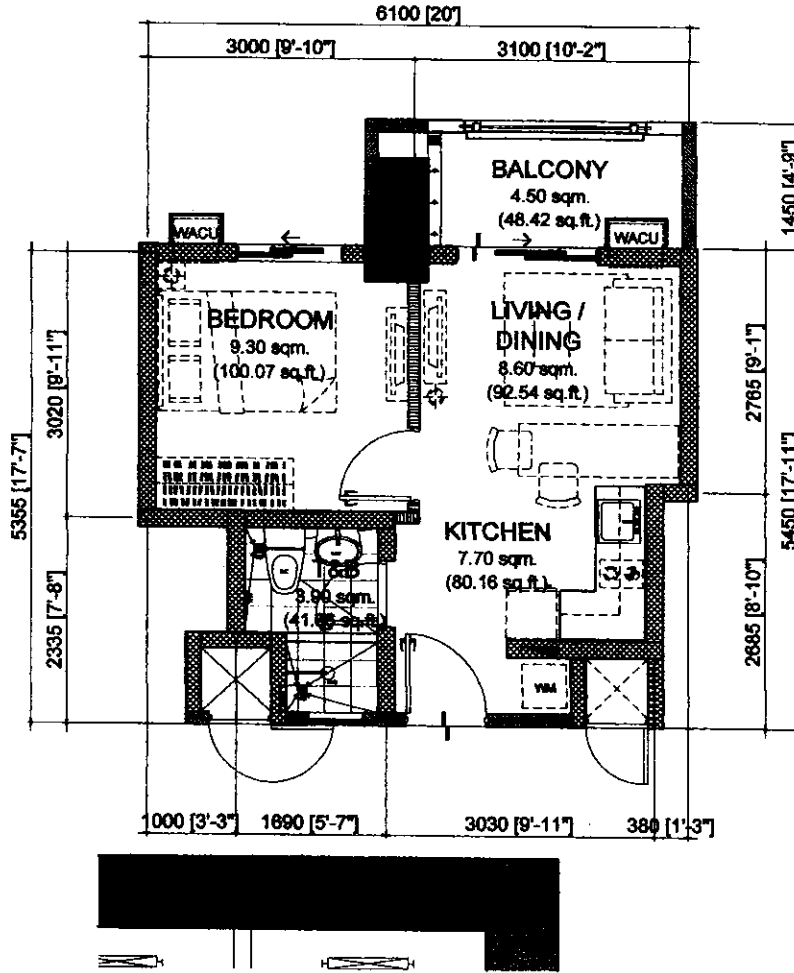 6100 [20']
3000 [9'-10"]
3100 [10'-2"]
BALCONY
4.50 sqm.
(48.42 sq.ft.)
1450 [4'-9"]
WACU
WACU
BEDROOM
9.30 sqm.
(100.07 sq.ft.)
LIVING /
DINING
8.60 sqm.
(92.54 sq.ft.)
3020 [9'-11"]
2765 [9'-1"]
5355 [17'-7"]
5450 [17'-11"]
KITCHEN
7.70 sqm.
(80.16 sq.ft.)
3.90 sqm.
2335 [7'-8"]
2685 [8'-10"]
WM
1000 [3'-3"]
1690 [5'-7"]
3030 [9'-11"]
380 [1'-3"]